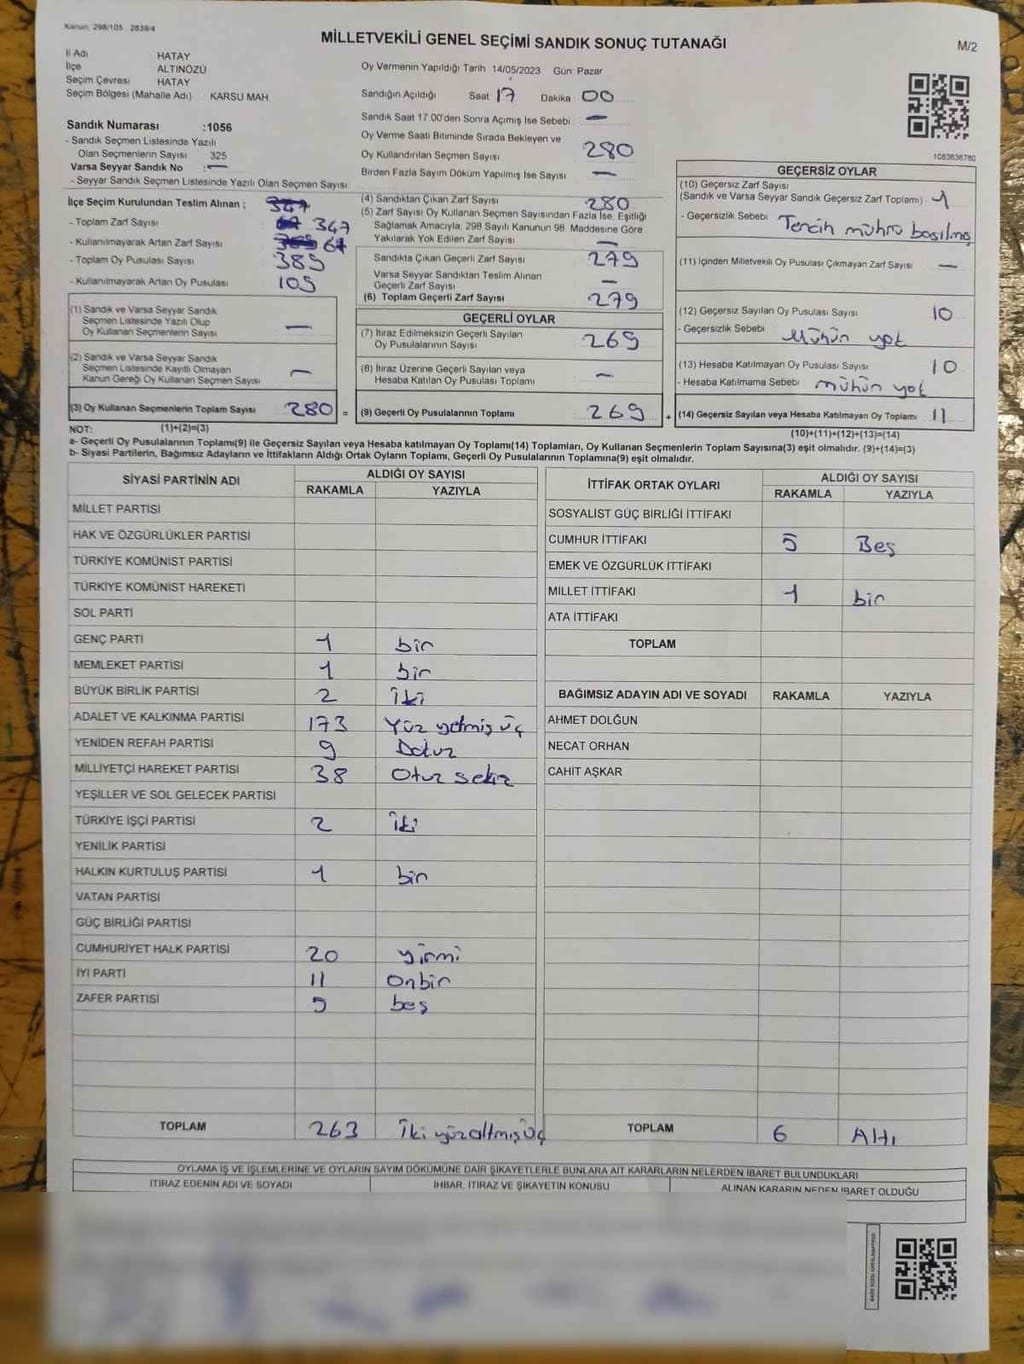 Kanun, 298/105 2839/4
MİLLETVEKİLİ GENEL SEÇİMİ SANDIK SONUÇ TUTANAĞI
M/2
İl Adı HATAY
İlçe ALTINÖZÜ
Seçim Çevresi HATAY
Seçim Bölgesi (Mahalle Adı) KARSU MAH.
Oy Vermenin Yapıldığı Tarih 14/05/2023 Gün Pazar
Sandığın Açıldığı Saat 17 Dakika 00
Sandık Saat 17.00'den Sonra Açımış İse Sebebi : —
Oy Verme Saati Bitiminde Sırada Bekleyen ve
Oy Kullandırılan Seçmen Sayısı 280
Birden Fazla Sayım Döküm Yapılmış İse Sayısı —
Sandık Numarası :1056
- Sandık Seçmen Listesinde Yazılı
Olan Seçmenlerin Sayısı 325
Varsa Seyyar Sandık No :—
- Seyyar Sandık Seçmen Listesinde Yazılı Olan Seçmen Sayısı
İlçe Seçim Kurulundan Teslim Alınan ;
- Toplam Zarf Sayısı 347
- Kullanılmayarak Artan Zarf Sayısı 67
- Toplam Oy Pusulası Sayısı 385
- Kullanılmayarak Artan Oy Pusulası 105
(4) Sandıktan Çıkan Zarf Sayısı 280
(5) Zarf Sayısı Oy Kullanan Seçmen Sayısından Fazla İse, Eşitliği
Sağlamak Amacıyla, 298 Sayılı Kanunun 98. Maddesine Göre
Yakılarak Yok Edilen Zarf Sayısı —
Sandıkta Çıkan Geçerli Zarf Sayısı 279
Varsa Seyyar Sandıktan Teslim Alınan
Geçerli Zarf Sayısı —
(6) Toplam Geçerli Zarf Sayısı 279
1083636780
GEÇERSİZ OYLAR
(10) Geçersiz Zarf Sayısı
(Sandık ve Varsa Seyyar Sandık Geçersiz Zarf Toplamı) 1
- Geçersizlik Sebebi Tercih mührü basılmış
(11) İçinden Milletvekili Oy Pusulası Çıkmayan Zarf Sayısı —
(12) Geçersiz Sayılan Oy Pusulası Sayısı 10
- Geçersizlik Sebebi Mühür yok
(13) Hesaba Katılmayan Oy Pusulası Sayısı 10
- Hesaba Katılmama Sebebi mühür yok
(14) Geçersiz Sayılan veya Hesaba Katılmayan Oy Toplamı 11
(10)+(11)+(12)+(13)=(14)
(1) Sandık ve Varsa Seyyar Sandık
Seçmen Listesinde Yazılı Olup
Oy Kullanan Seçmenlerin Sayısı —
(2) Sandık ve Varsa Seyyar Sandık
Seçmen Listesinde Kayıtlı Olmayan
Kanun Gereği Oy Kullanan Seçmen Sayısı —
(3) Oy Kullanan Seçmenlerin Toplam Sayısı 280 =
GEÇERLİ OYLAR
(7) İtiraz Edilmeksizin Geçerli Sayılan
Oy Pusulalarının Sayısı 269
(8) İtiraz Üzerine Geçerli Sayılan veya
Hesaba Katılan Oy Pusulası Toplamı —
(9) Geçerli Oy Pusulalarının Toplamı 269 +
NOT: (1)+(2)=(3)
a- Geçerli Oy Pusulalarının Toplamı(9) ile Geçersiz Sayılan veya Hesaba katılmayan Oy Toplamı(14) Toplamları, Oy Kullanan Seçmenlerin Toplam Sayısına(3) eşit olmalıdır. (9)+(14)=(3)
b- Siyasi Partilerin, Bağımsız Adayların ve İttifakların Aldığı Oyların Toplamı, Geçerli Oy Pusulalarının Toplamına(9) eşit olmalıdır.
SİYASİ PARTİNİN ADI ALDIĞI OY SAYISI
RAKAMLA YAZIYLA
MİLLET PARTİSİ
HAK VE ÖZGÜRLÜKLER PARTİSİ
TÜRKİYE KOMÜNİST PARTİSİ
TÜRKİYE KOMÜNİST HAREKETİ
SOL PARTİ
GENÇ PARTİ 1 bir
MEMLEKET PARTİSİ 1 bir
BÜYÜK BİRLİK PARTİSİ 2 iki
ADALET VE KALKINMA PARTİSİ 173 Yüz yetmiş üç
YENİDEN REFAH PARTİSİ 9 Dokuz
MİLLİYETÇİ HAREKET PARTİSİ 38 Otuz sekiz
YEŞİLLER VE SOL GELECEK PARTİSİ
TÜRKİYE İŞÇİ PARTİSİ 2 iki
YENİLİK PARTİSİ
HALKIN KURTULUŞ PARTİSİ 1 bir
VATAN PARTİSİ
GÜÇ BİRLİĞİ PARTİSİ
CUMHURİYET HALK PARTİSİ 20 yirmi
İYİ PARTİ 11 onbir
ZAFER PARTİSİ 5 beş
TOPLAM 263 iki yüz altmış üç
İTTİFAK ORTAK OYLARI ALDIĞI OY SAYISI
RAKAMLA YAZIYLA
SOSYALİST GÜÇ BİRLİĞİ İTTİFAKI
CUMHUR İTTİFAKI 5 Beş
EMEK VE ÖZGÜRLÜK İTTİFAKI
MİLLET İTTİFAKI 1 bir
ATA İTTİFAKI
TOPLAM
BAĞIMSIZ ADAYIN ADI VE SOYADI RAKAMLA YAZIYLA
AHMET DOLĞUN
NECAT ORHAN
CAHİT AŞKAR
TOPLAM 6 Altı
OYLAMA İŞ VE İŞLEMLERİNE VE OYLARIN SAYIM DÖKÜMÜNE DAİR ŞİKAYETLERLE BUNLARA AİT KARARLARIN NELERDEN İBARET BULUNDUKLARI
İTİRAZ EDENİN ADI VE SOYADI İHBAR, İTİRAZ VE ŞİKAYETİN KONUSU ALINAN KARARIN NEDEN İBARET OLDUĞU